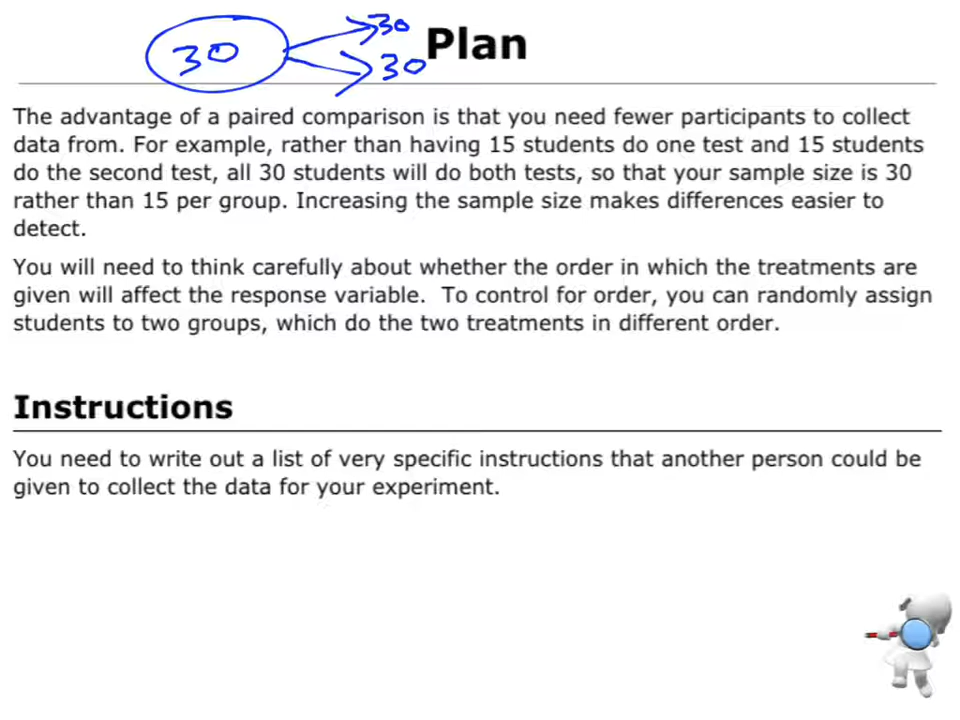 30
30
30
Plan
The advantage of a paired comparison is that you need fewer participants to collect
data from. For example, rather than having 15 students do one test and 15 students
do the second test, all 30 students will do both tests, so that your sample size is 30
rather than 15 per group. Increasing the sample size makes differences easier to
detect.
You will need to think carefully about whether the order in which the treatments are
given will affect the response variable. To control for order, you can randomly assign
students to two groups, which do the two treatments in different order.
Instructions
You need to write out a list of very specific instructions that another person could be
given to collect the data for your experiment.